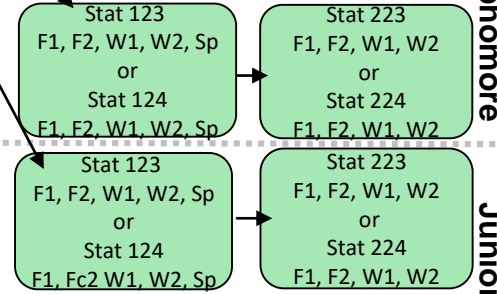 Stat 123
F1, F2, W1, W2, Sp
or
Stat 124
F1, F2, W1, W2, Sp
Stat 223
F1, F2, W1, W2
or
Stat 224
F1, F2, W1, W2
phomore
Stat 123
F1, F2, W1, W2, Sp
or
Stat 124
F1, Fc2 W1, W2, Sp
Stat 223
F1, F2, W1, W2
or
Stat 224
F1, F2, W1, W2
Junior